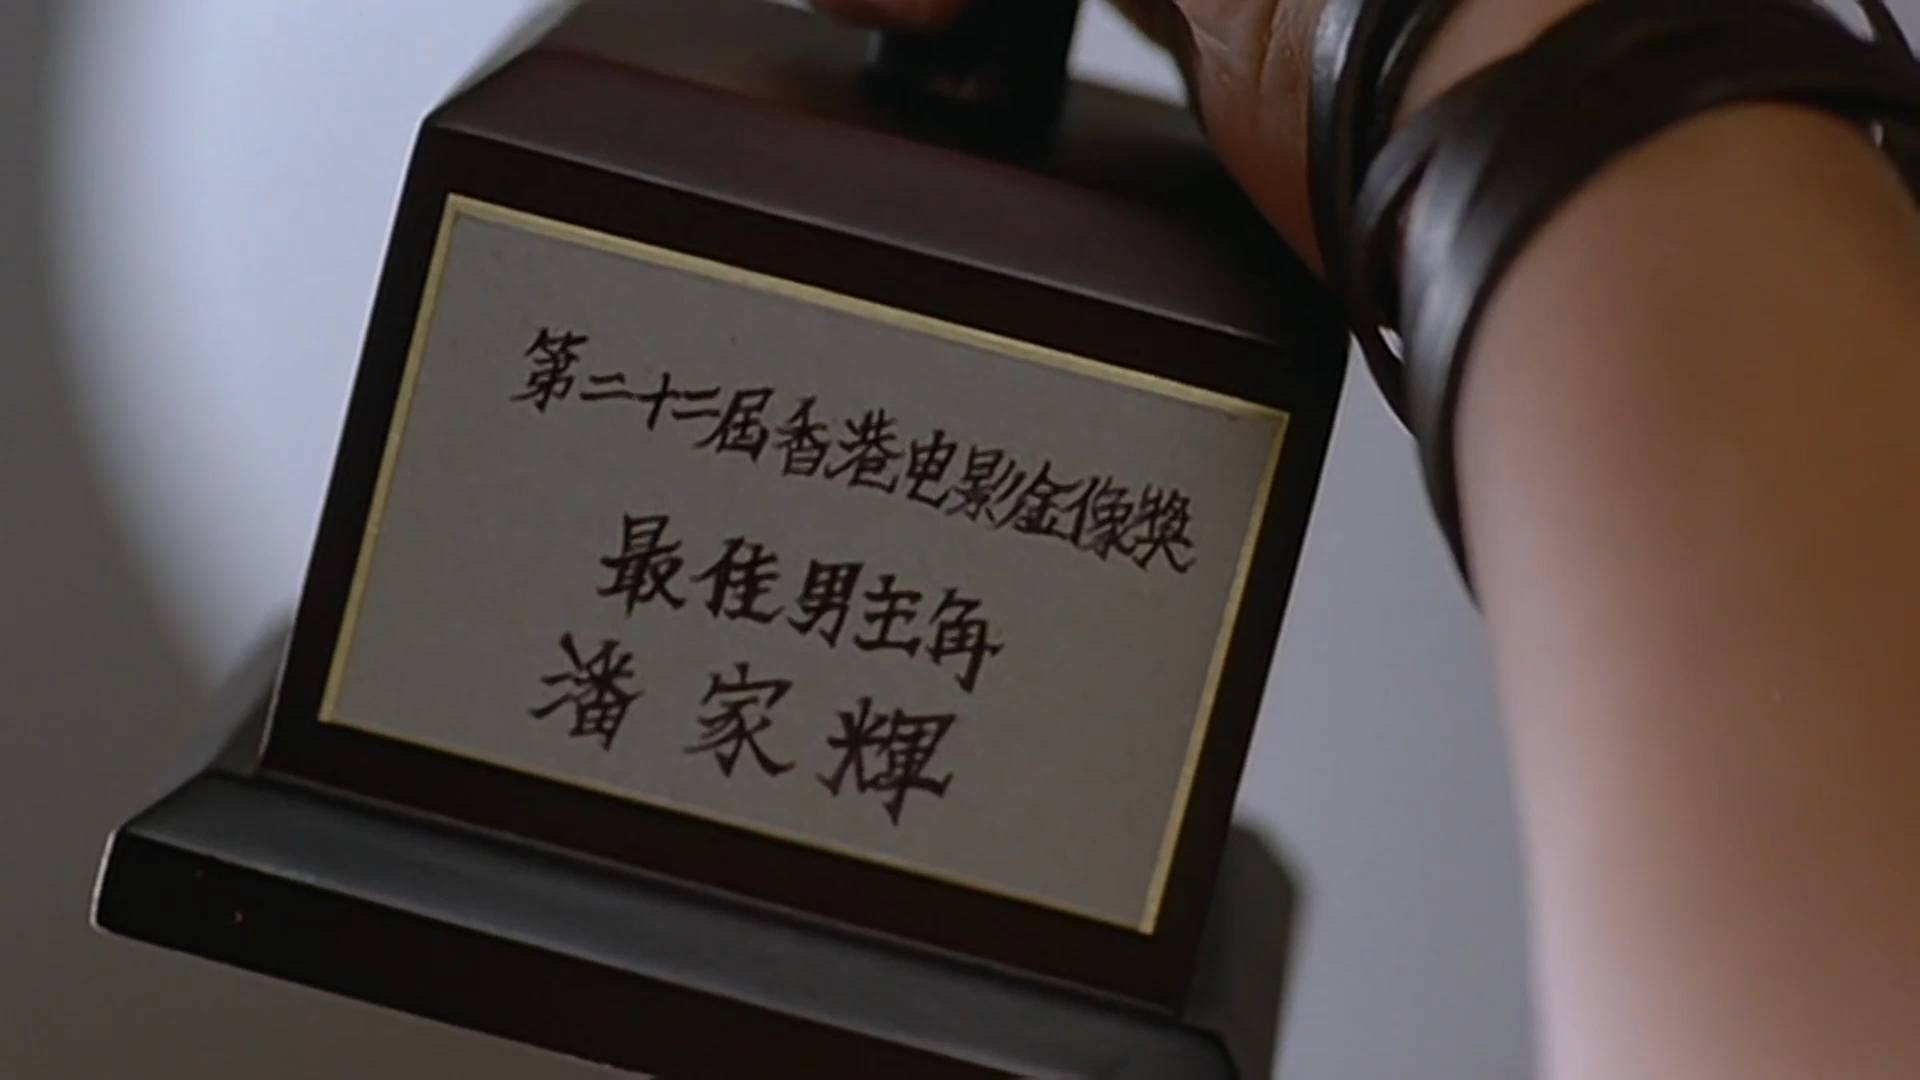 第二十二届香港电影金像獎
最佳男主角
潘家輝